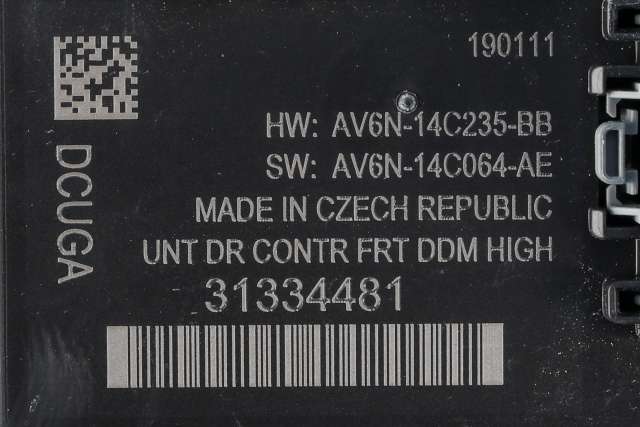 190111
HW: AV6N-14C235-BB
SW: AV6N-14C064-AE
MADE IN CZECH REPUBLIC
UNT DR CONTR FRT DDM HIGH
31334481
DCUGA